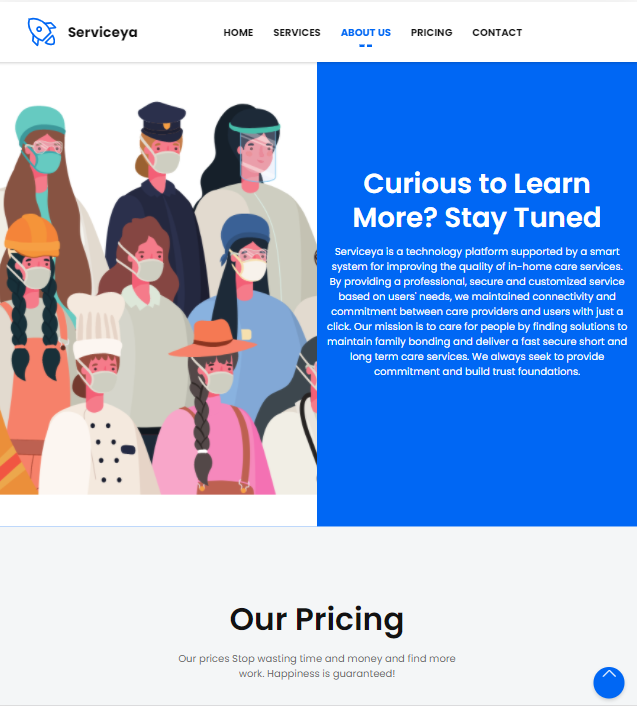 Serviceya
HOME SERVICES ABOUT US PRICING CONTACT
Curious to Learn
More? Stay Tuned
Serviceya is a technology platform supported by a smart
system for improving the quality of in-home care services.
By providing a professional, secure and customized service
based on users' needs, we maintained connectivity and
commitment between care providers and users with just a
click. Our mission is to care for people by finding solutions to
maintain family bonding and deliver a fast secure short and
long term care services. We always seek to provide
commitment and build trust foundations.
Our Pricing
Our prices Stop wasting time and money and find more
work. Happiness is guaranteed!